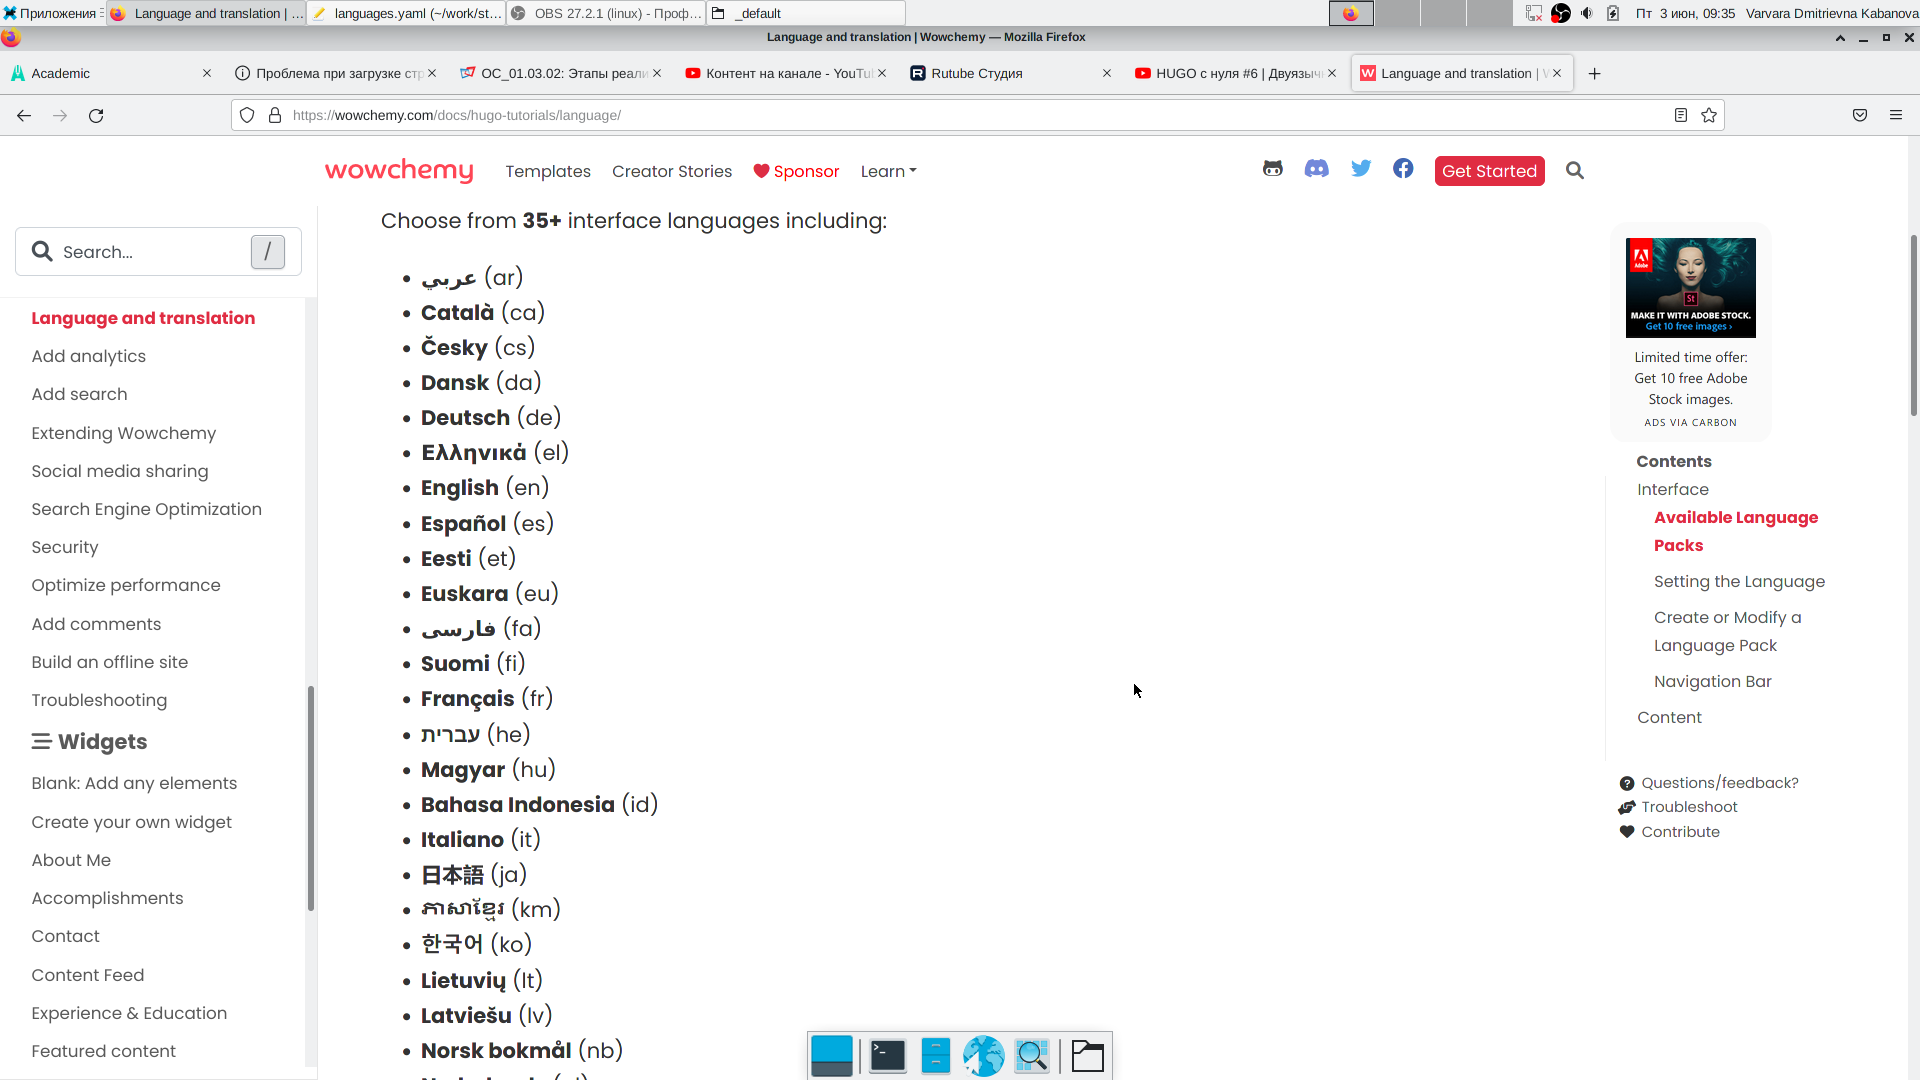 Приложения
Language and translation | ...
languages.yaml (~/work/st...
OBS 27.2.1 (linux) - Проф...
_default
Пт 3 июн, 09:35
Varvara Dmitrievna Kabanova
Language and translation | Wowchemy — Mozilla Firefox
Academic
Проблема при загрузке стр
ОС_01.03.02: Этапы реали
Контент на канале - YouTu
Rutube Студия
HUGO с нуля #6 | Двуязыч
Language and translation | W
https://wowchemy.com/docs/hugo-tutorials/language/
wowchemy
Templates
Creator Stories
Sponsor
Learn
Get Started
Search...
/
Language and translation
Add analytics
Add search
Extending Wowchemy
Social media sharing
Search Engine Optimization
Security
Optimize performance
Add comments
Build an offline site
Troubleshooting
Widgets
Blank: Add any elements
Create your own widget
About Me
Accomplishments
Contact
Content Feed
Experience & Education
Featured content
Choose from 35+ interface languages including:
عربي (ar)
Català (ca)
Česky (cs)
Dansk (da)
Deutsch (de)
Ελληνικά (el)
English (en)
Español (es)
Eesti (et)
Euskara (eu)
فارسی (fa)
Suomi (fi)
Français (fr)
עברית (he)
Magyar (hu)
Bahasa Indonesia (id)
Italiano (it)
日本語 (ja)
ភាសាខ្មែរ (km)
한국어 (ko)
Lietuvių (lt)
Latviešu (lv)
Norsk bokmål (nb)
Adobe
St
MAKE IT WITH ADOBE STOCK.
Get 10 free images ›
Limited time offer:
Get 10 free Adobe
Stock images.
ADS VIA CARBON
Contents
Interface
Available Language
Packs
Setting the Language
Create or Modify a
Language Pack
Navigation Bar
Content
Questions/feedback?
Troubleshoot
Contribute